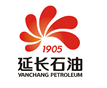 1905
延长石油
YANCHANG PETROLEUM